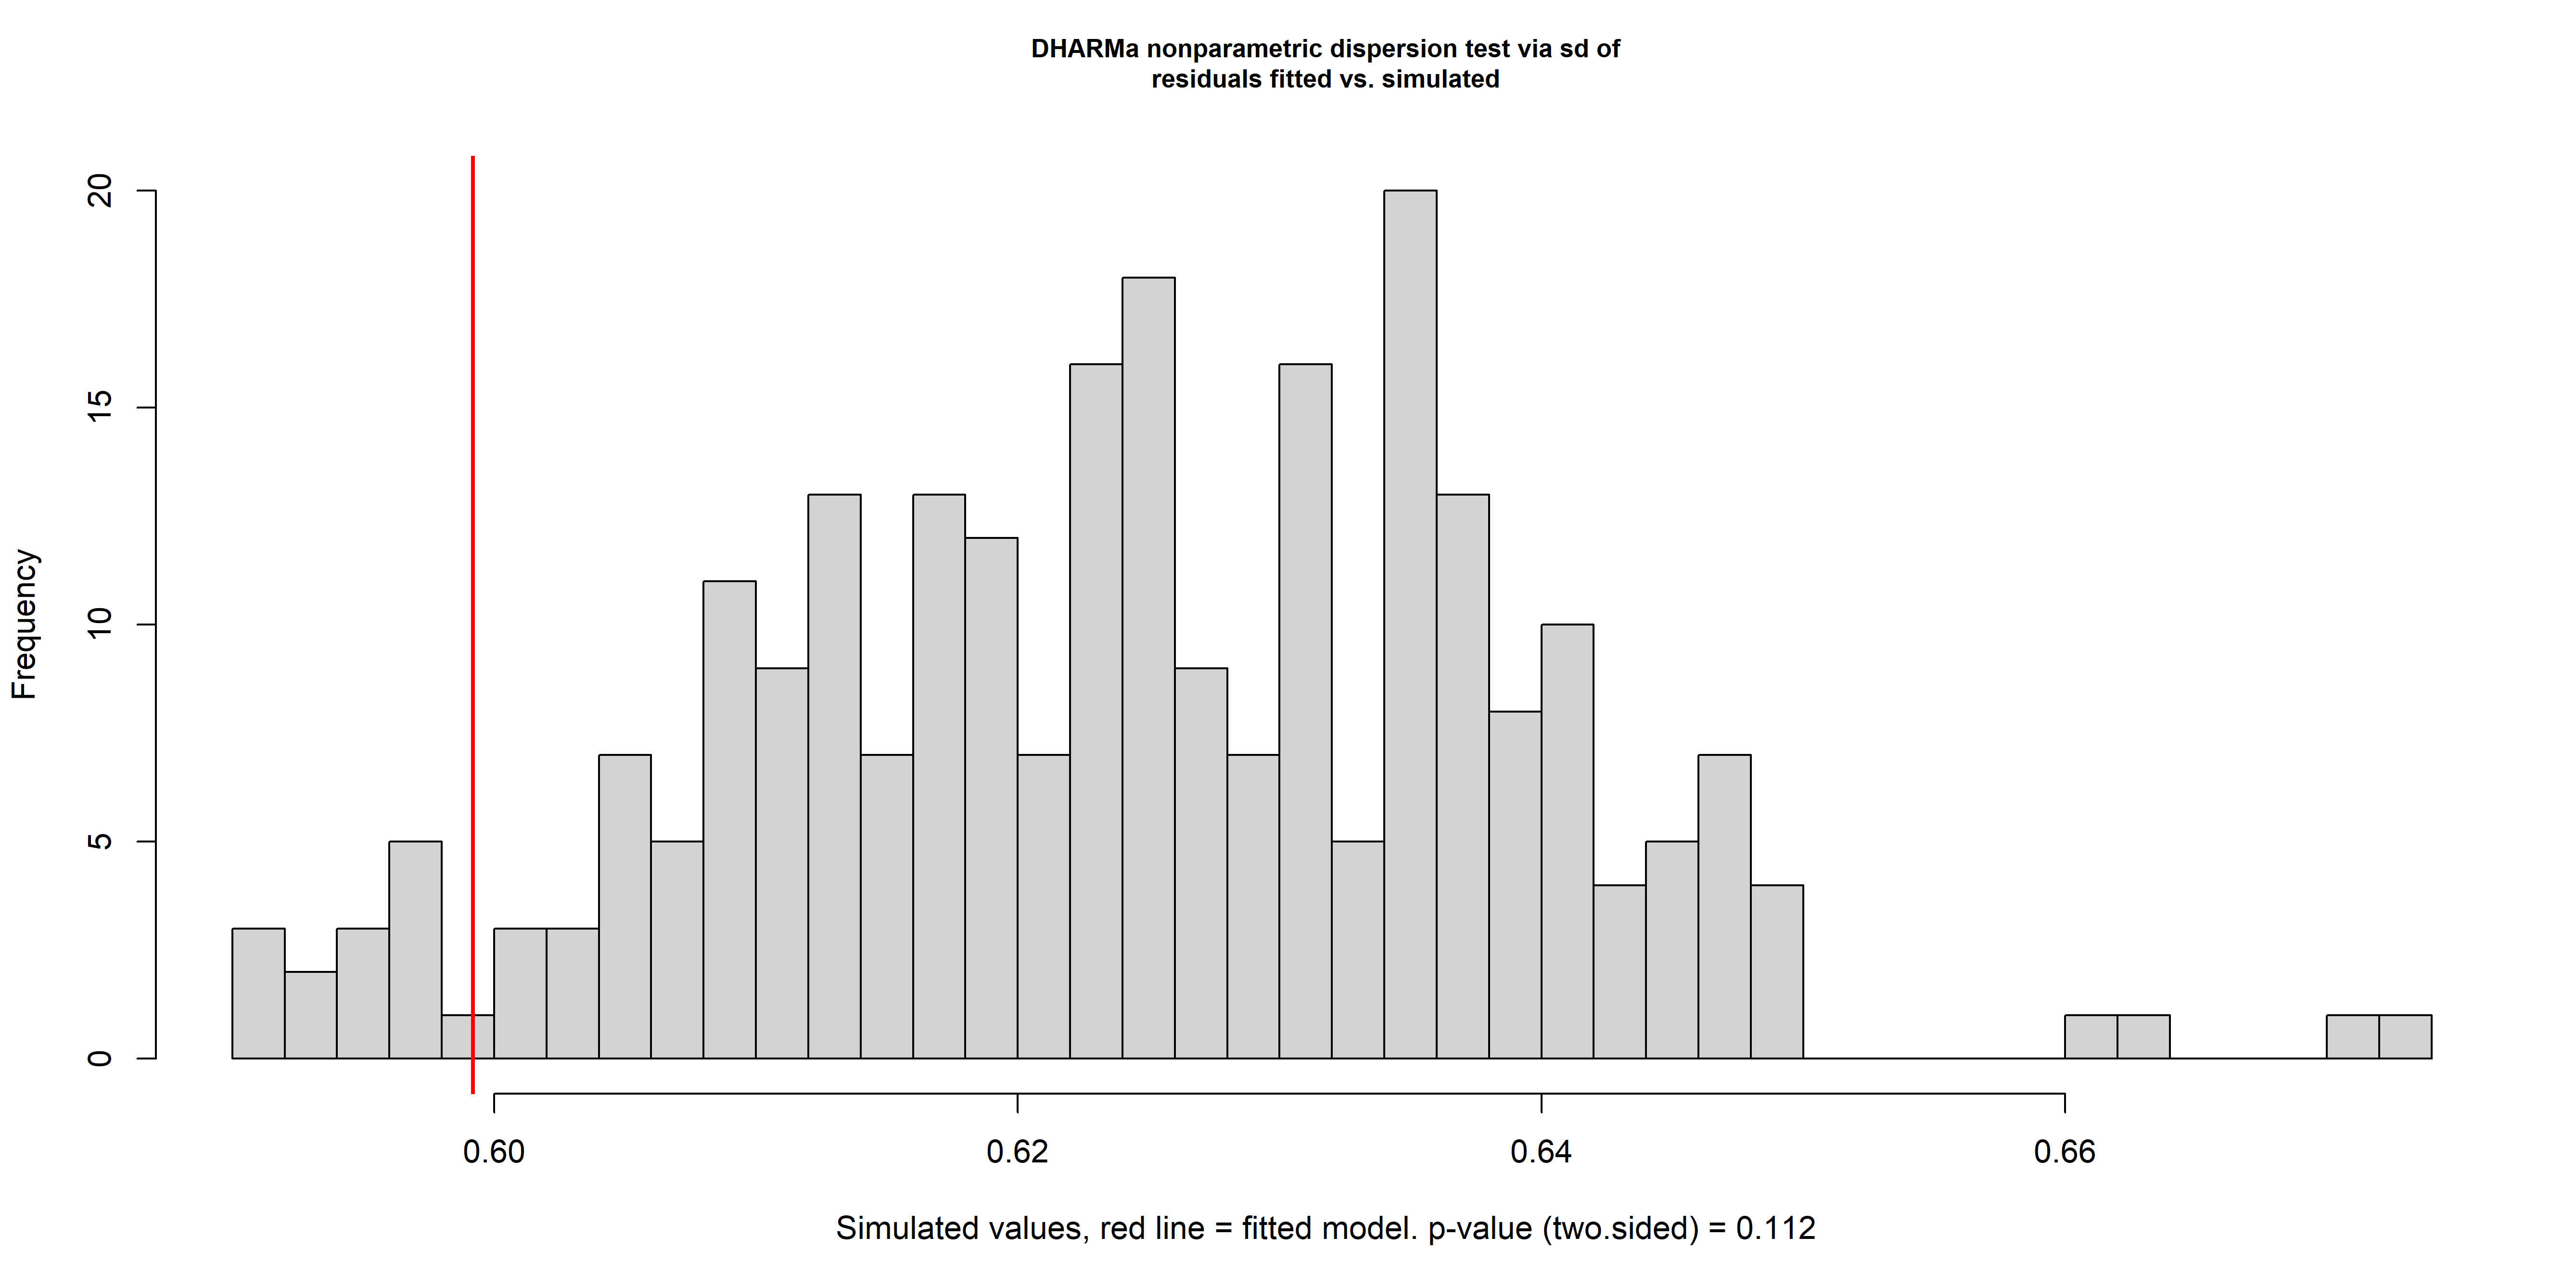 DHARMa nonparametric dispersion test via sd of
residuals fitted vs. simulated
Frequency
20
15
10
5
0
0.60
0.62
0.64
0.66
Simulated values, red line = fitted model. p-value (two.sided) = 0.112